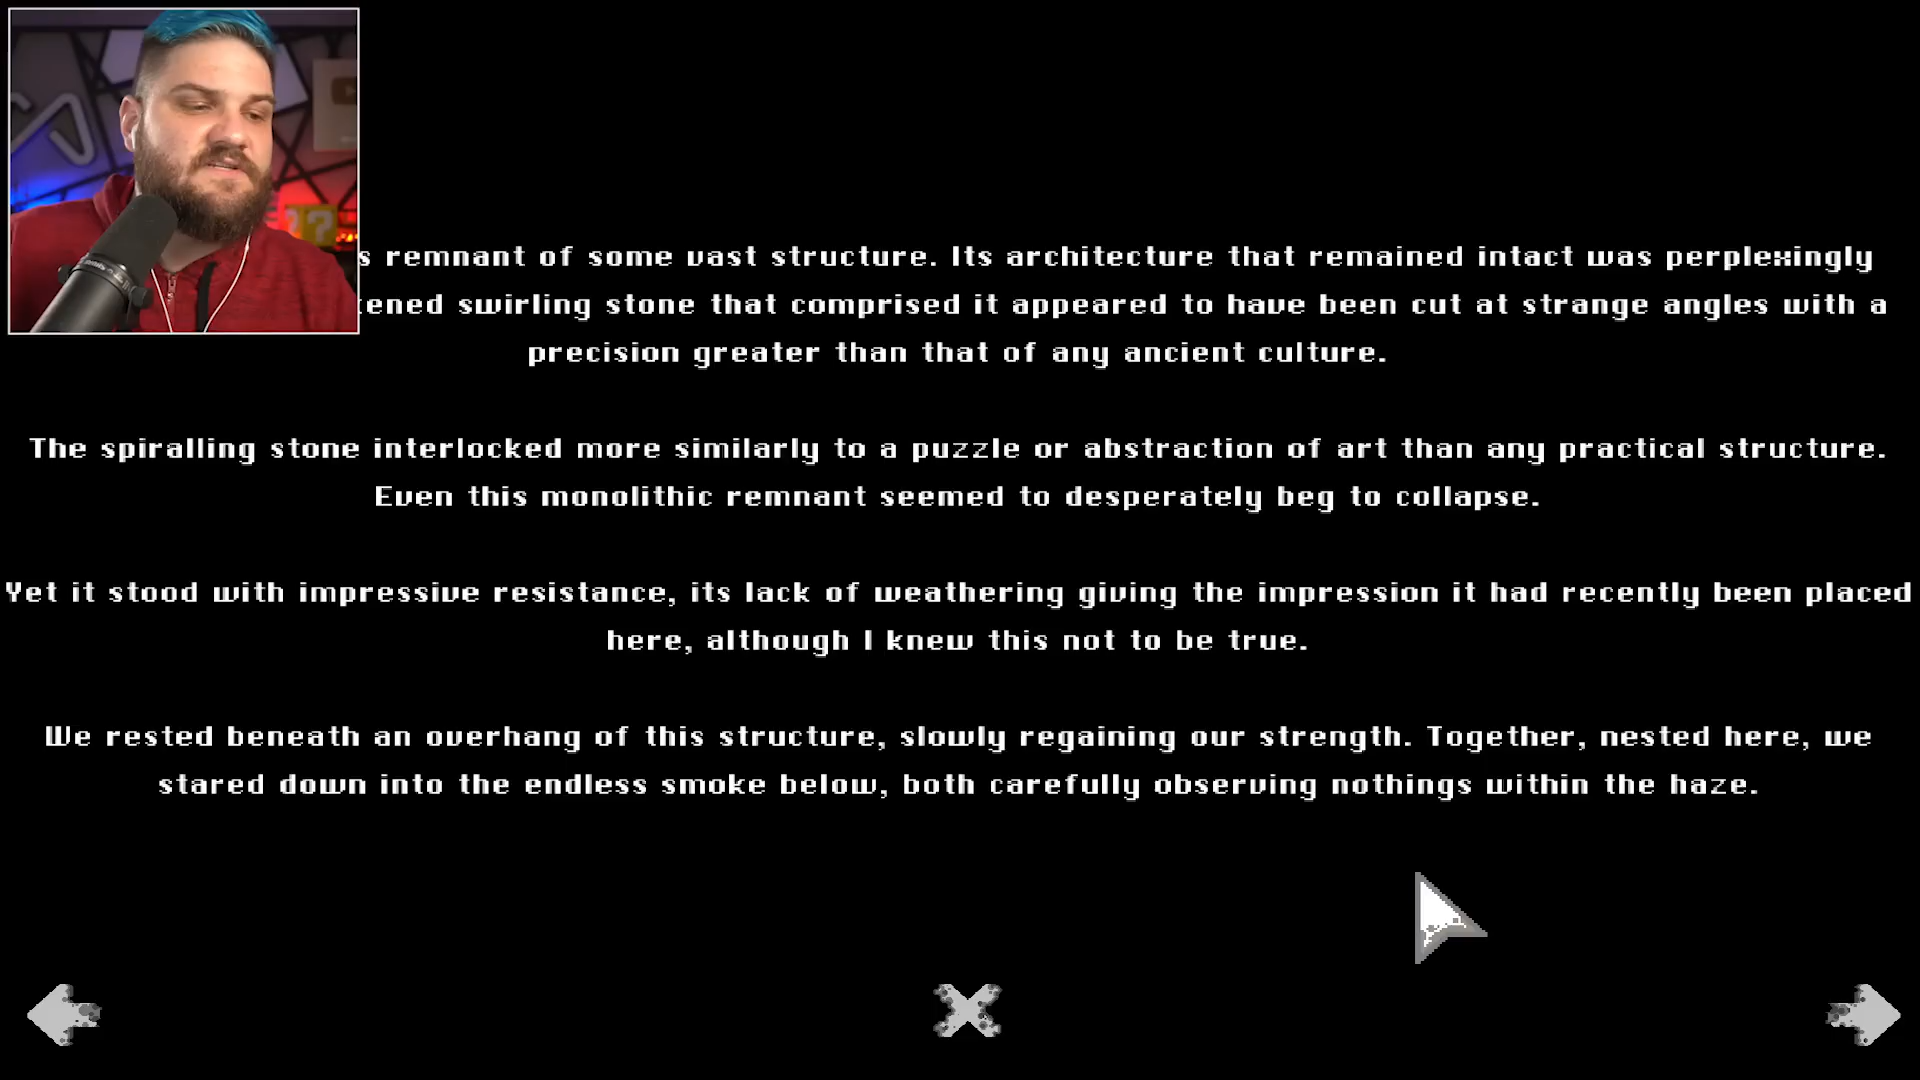 remnant of some vast structure. Its architecture that remained intact was perplexingly
swirling stone that comprised it appeared to have been cut at strange angles with a
precision greater than that of any ancient culture.
The spiralling stone interlocked more similarly to a puzzle or abstraction of art than any practical structure.
Even this monolithic remnant seemed to desperately beg to collapse.
Yet it stood with impressive resistance, its lack of weathering giving the impression it had recently been placed
here, although I knew this not to be true.
We rested beneath an overhang of this structure, slowly regaining our strength. Together, nested here, we
stared down into the endless smoke below, both carefully observing nothings within the haze.